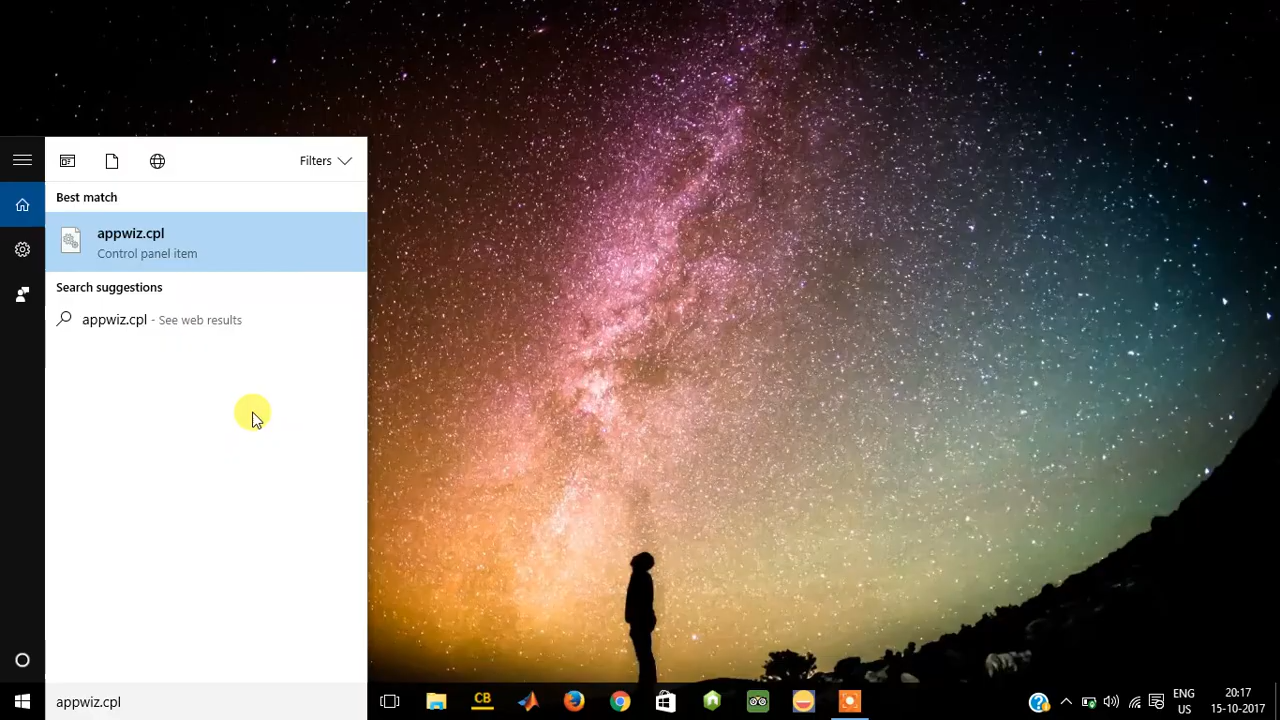 Filters
Best match
appwiz.cpl
Control panel item
Search suggestions
appwiz.cpl - See web results
appwiz.cpl
CB
ENG
US
20:17
15-10-2017